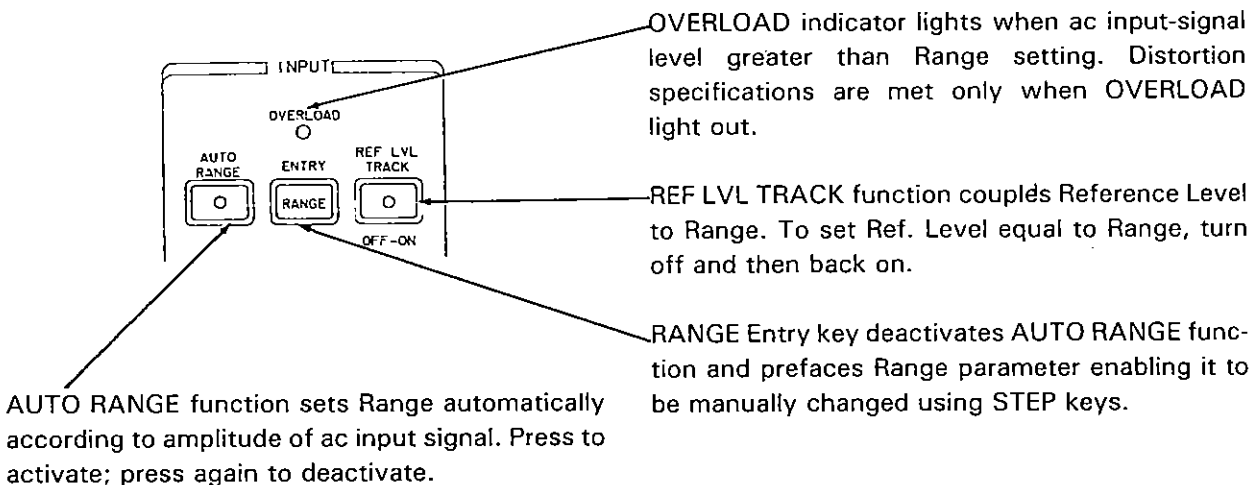 OVERLOAD indicator lights when ac input-signal
level greater than Range setting. Distortion
specifications are met only when OVERLOAD
light out.
INPUT
OVERLOAD
AUTO
RANGE
ENTRY
RANGE
REF LVL
TRACK
OFF-ON
REF LVL TRACK function couplds Reference Level
to Range. To set Ref. Level equal to Range, turn
off and then back on.
RANGE Entry key deactivates AUTO RANGE func-
tion and prefaces Range parameter enabling it to
be manually changed using STEP keys.
AUTO RANGE function sets Range automatically
according to amplitude of ac input signal. Press to
activate; press again to deactivate.